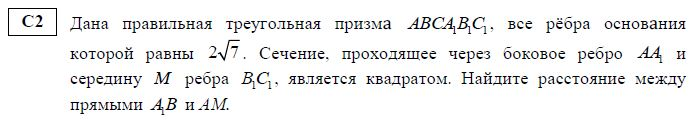 C2 Дана правильная треугольная призма ABCA₁B₁C₁, все рёбра основания
которой равны 2√7. Сечение, проходящее через боковое ребро AA₁ и
середину M ребра B₁C₁, является квадратом. Найдите расстояние между
прямыми A₁B и AM.